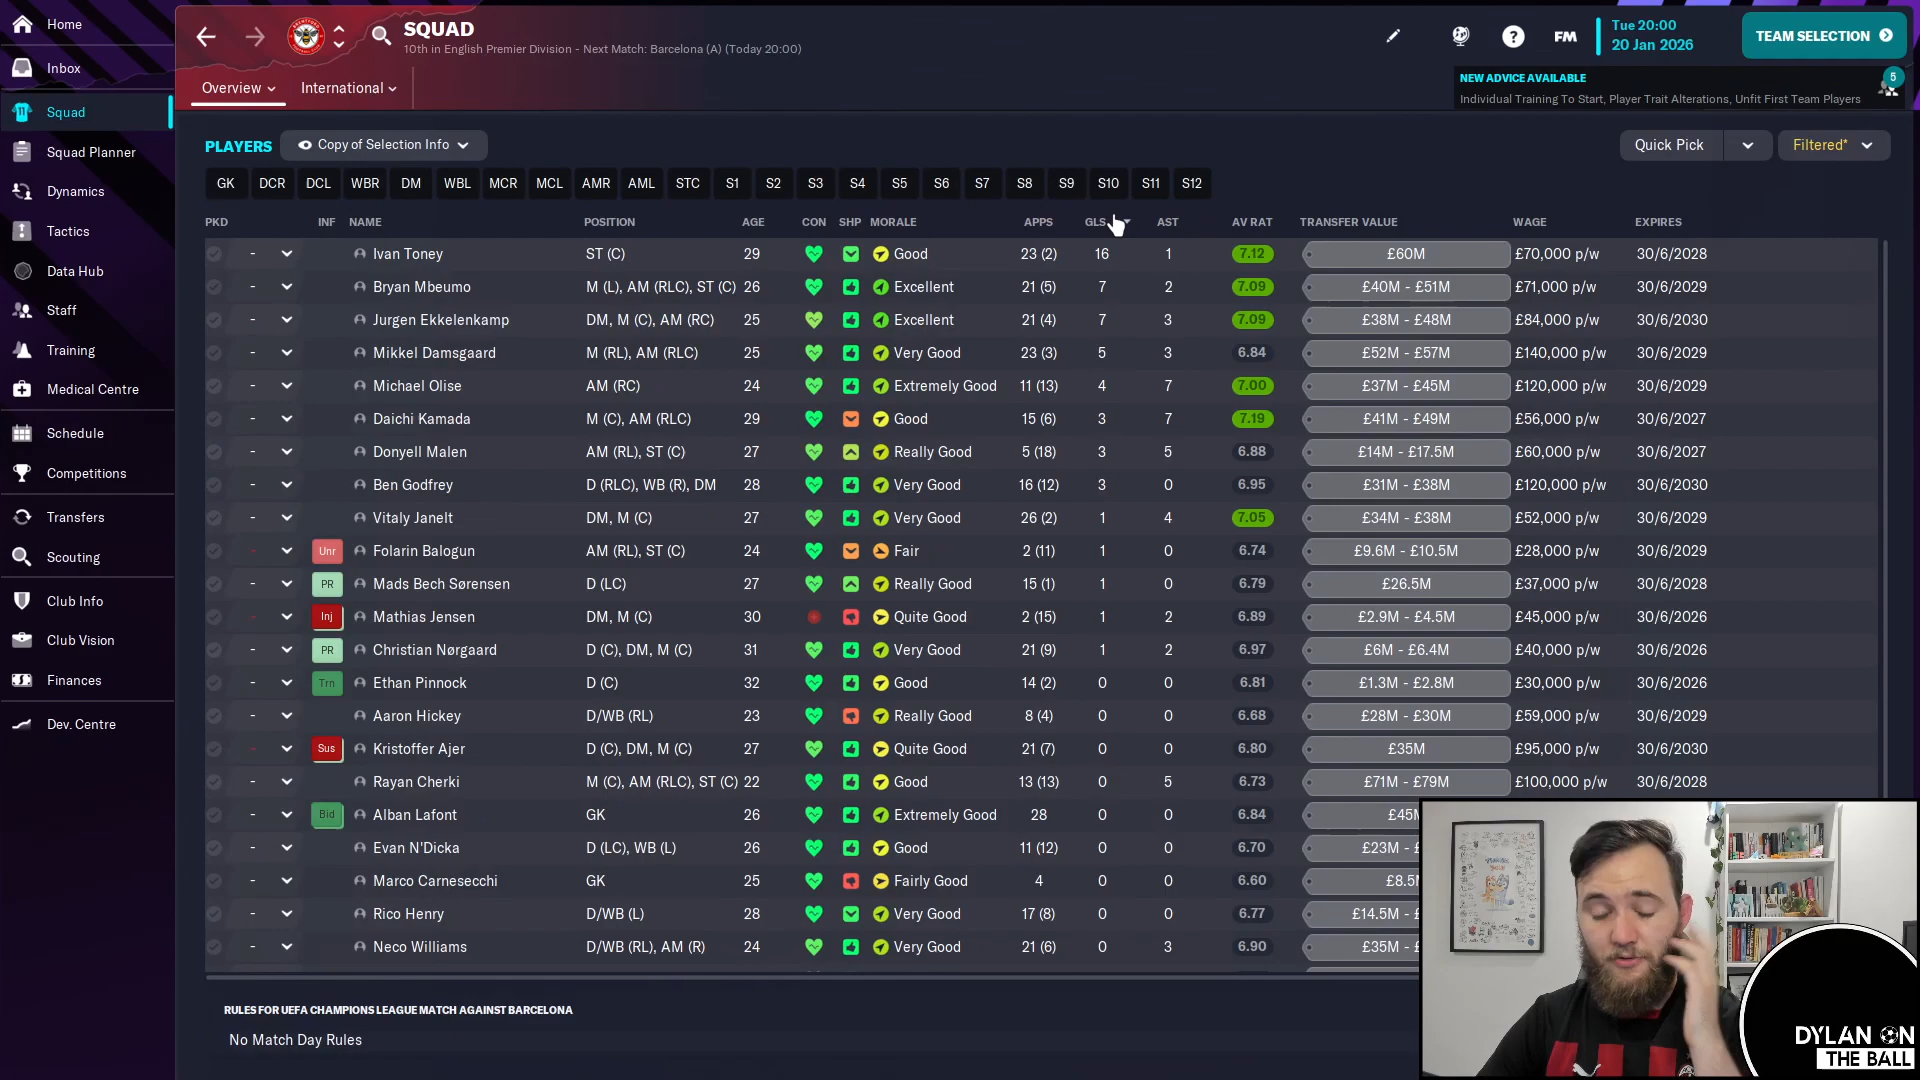 Home
Inbox
Squad
Squad Planner
Dynamics
Tactics
Data Hub
Staff
Training
Medical Centre
Schedule
Competitions
Transfers
Scouting
Club Info
Club Vision
Finances
Dev. Centre
SQUAD
10th in English Premier Division - Next Match: Barcelona (A) (Today 20:00)
FM
Tue 20:00
20 Jan 2026
TEAM SELECTION
Overview International
NEW ADVICE AVAILABLE 5
Individual Training To Start, Player Trait Alterations, Unfit First Team Players
PLAYERS Copy of Selection Info Quick Pick Filtered*
GK DCR DCL WBR DM WBL MCR MCL AMR AML STC S1 S2 S3 S4 S5 S6 S7 S8 S9 S10 S11 S12
PKD INF NAME POSITION AGE CON SHP MORALE APPS GLS AST AV RAT TRANSFER VALUE WAGE EXPIRES
- Ivan Toney ST (C) 29 Good 23 (2) 16 1 7.12 £60M £70,000 p/w 30/6/2028
- Bryan Mbeumo M (L), AM (RLC), ST (C) 26 Excellent 21 (5) 7 2 7.09 £40M - £51M £71,000 p/w 30/6/2029
- Jurgen Ekkelenkamp DM, M (C), AM (RC) 25 Excellent 21 (4) 7 3 7.09 £38M - £48M £84,000 p/w 30/6/2030
- Mikkel Damsgaard M (RL), AM (RLC) 25 Very Good 23 (3) 5 3 6.84 £52M - £57M £140,000 p/w 30/6/2029
- Michael Olise AM (RC) 24 Extremely Good 11 (13) 4 7 7.00 £37M - £45M £120,000 p/w 30/6/2029
- Daichi Kamada M (C), AM (RLC) 29 Good 15 (6) 3 7 7.19 £41M - £49M £56,000 p/w 30/6/2027
- Donyell Malen AM (RL), ST (C) 27 Really Good 5 (18) 3 5 6.88 £14M - £17.5M £60,000 p/w 30/6/2027
- Ben Godfrey D (RLC), WB (R), DM 28 Very Good 16 (12) 3 0 6.95 £31M - £38M £120,000 p/w 30/6/2030
- Vitaly Janelt DM, M (C) 27 Very Good 26 (2) 1 4 7.05 £34M - £38M £52,000 p/w 30/6/2029
- Unr Folarin Balogun AM (RL), ST (C) 24 Fair 2 (11) 1 0 6.74 £9.6M - £10.5M £28,000 p/w 30/6/2029
- PR Mads Bech Sørensen D (LC) 27 Really Good 15 (1) 1 0 6.79 £26.5M £37,000 p/w 30/6/2028
- Inj Mathias Jensen DM, M (C) 30 Quite Good 2 (15) 1 2 6.89 £2.9M - £4.5M £45,000 p/w 30/6/2026
- PR Christian Nørgaard D (C), DM, M (C) 31 Very Good 21 (9) 1 2 6.97 £6M - £6.4M £40,000 p/w 30/6/2026
- Trn Ethan Pinnock D (C) 32 Good 14 (2) 0 0 6.81 £1.3M - £2.8M £30,000 p/w 30/6/2026
- Aaron Hickey D/WB (RL) 23 Really Good 8 (4) 0 0 6.68 £28M - £30M £59,000 p/w 30/6/2029
- Sus Kristoffer Ajer D (C), DM, M (C) 27 Quite Good 21 (7) 0 0 6.80 £35M £95,000 p/w 30/6/2030
- Rayan Cherki M (C), AM (RLC), ST (C) 22 Good 13 (13) 0 5 6.73 £71M - £79M £100,000 p/w 30/6/2028
- Bid Alban Lafont GK 26 Extremely Good 28 0 0 6.84 £45M
- Evan N'Dicka D (LC), WB (L) 26 Good 11 (12) 0 0 6.70 £23M -
- Marco Carnesecchi GK 25 Fairly Good 4 0 0 6.60 £8.5M
- Rico Henry D/WB (L) 28 Very Good 17 (8) 0 0 6.77 £14.5M -
- Neco Williams D/WB (RL), AM (R) 24 Very Good 21 (6) 0 3 6.90 £35M -
RULES FOR UEFA CHAMPIONS LEAGUE MATCH AGAINST BARCELONA
No Match Day Rules
DYLAN ON
THE BALL